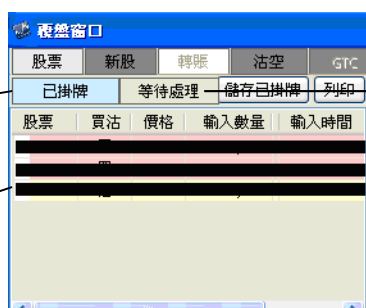 覆盤窗口
股票 新股 轉賬 沽空 GTC
已掛牌 等待處理 儲存已掛牌 列印
股票 買沽 價格 輸入數量 輸入時間